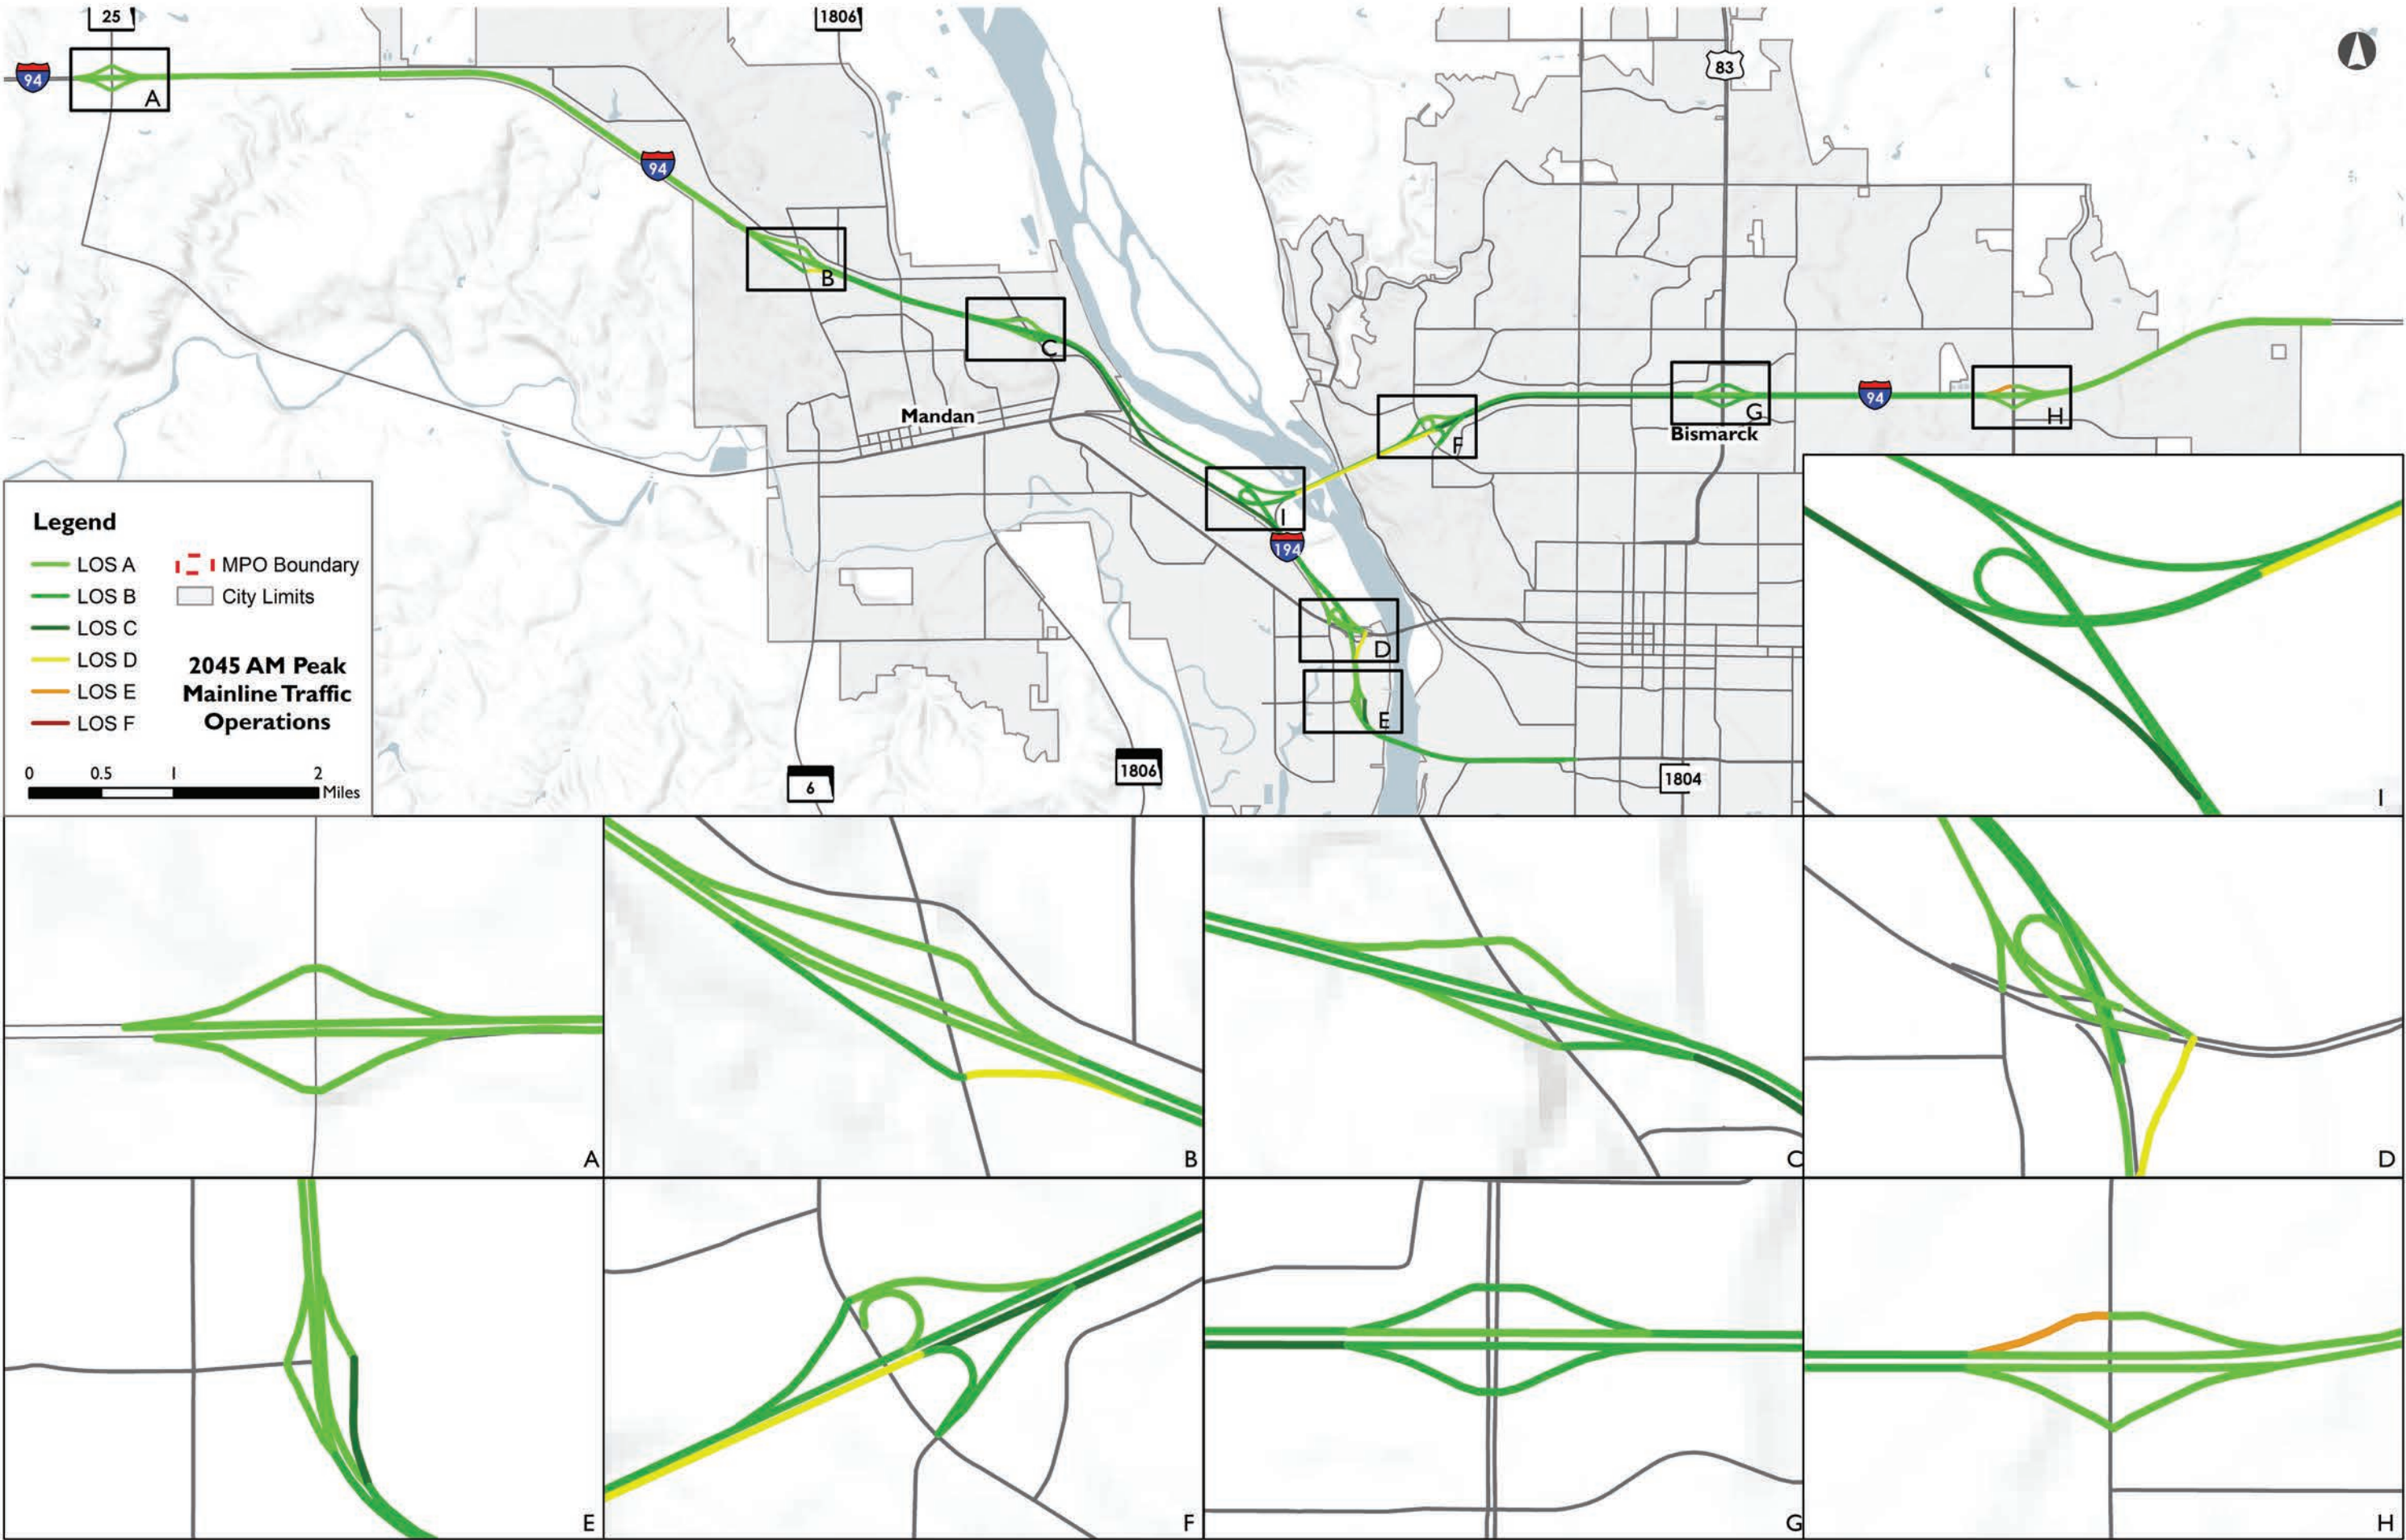 25
1806
83
94
A
94
B
C
Mandan
F
G
94
H
Bismarck
I
194
D
E
6
1806
1804
Legend
LOS A
LOS B
LOS C
LOS D
LOS E
LOS F
MPO Boundary
City Limits
2045 AM Peak
Mainline Traffic
Operations
0 0.5 1 2
Miles
I
A
B
C
D
E
F
G
H